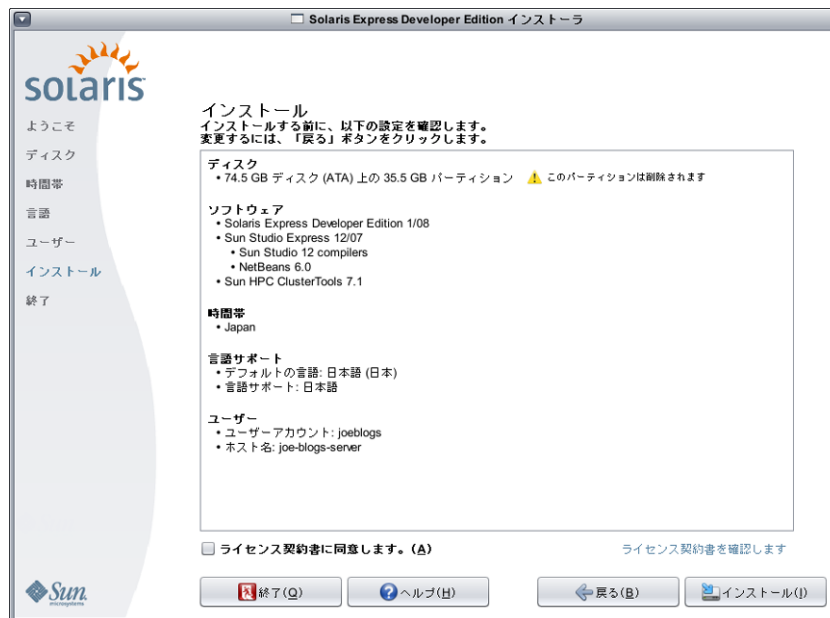 Solaris Express Developer Edition インストーラ
solaris
ようこそ
ディスク
時間帯
言語
ユーザー
インストール
終了
インストール
インストールする前に、以下の設定を確認します。
変更するには、「戻る」ボタンをクリックします。
ディスク
• 74.5 GB ディスク (ATA) 上の 35.5 GB パーティション このパーティションは削除されます
ソフトウェア
• Solaris Express Developer Edition 1/08
• Sun Studio Express 12/07
• Sun Studio 12 compilers
• NetBeans 6.0
• Sun HPC ClusterTools 7.1
時間帯
• Japan
言語サポート
• デフォルトの言語: 日本語 (日本)
• 言語サポート: 日本語
ユーザー
• ユーザーアカウント: joeblogs
• ホスト名: joe-blogs-server
ライセンス契約書に同意します。(A)
ライセンス契約書を確認します
Sun
microsystems
終了(Q)
ヘルプ(H)
戻る(B)
インストール(I)